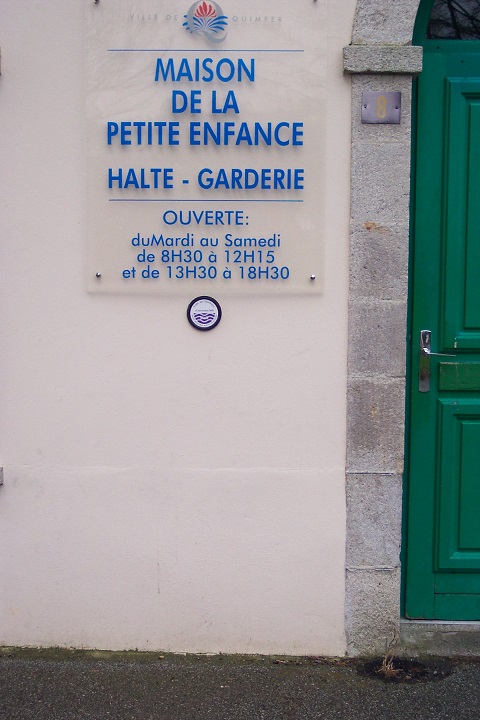 VILLE DE QUIMPER
MAISON
DE LA
PETITE ENFANCE
HALTE - GARDERIE
OUVERTE:
duMardi au Samedi
de 8H30 à 12H15
et de 13H30 à 18H30
8